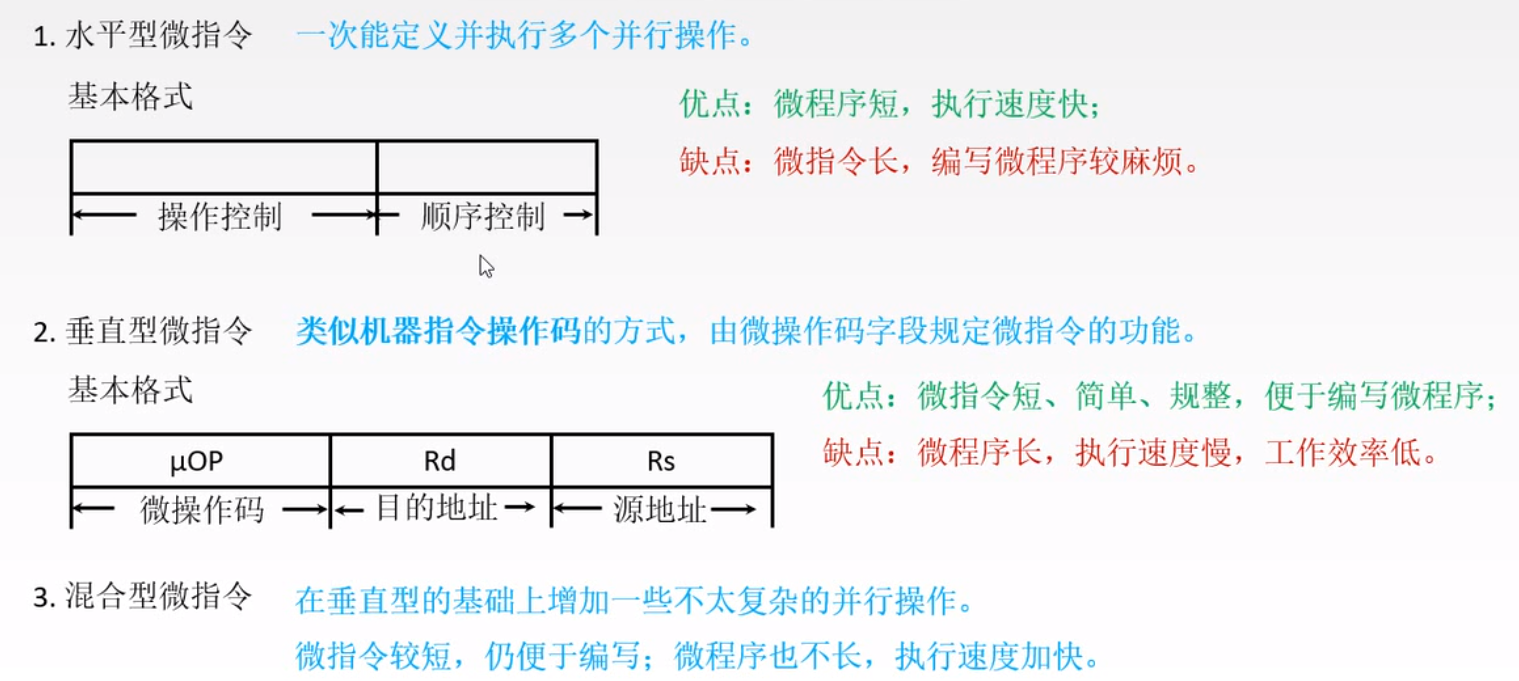 1. 水平型微指令 一次能定义并执行多个并行操作。
基本格式
优点：微程序短，执行速度快；
缺点：微指令长，编写微程序较麻烦。
操作控制 顺序控制
2. 垂直型微指令 类似机器指令操作码的方式，由微操作码字段规定微指令的功能。
基本格式
优点：微指令短、简单、规整，便于编写微程序；
缺点：微程序长，执行速度慢，工作效率低。
μOP Rd Rs
微操作码 目的地址 源地址
3. 混合型微指令 在垂直型的基础上增加一些不太复杂的并行操作。
微指令较短，仍便于编写；微程序也不长，执行速度加快。